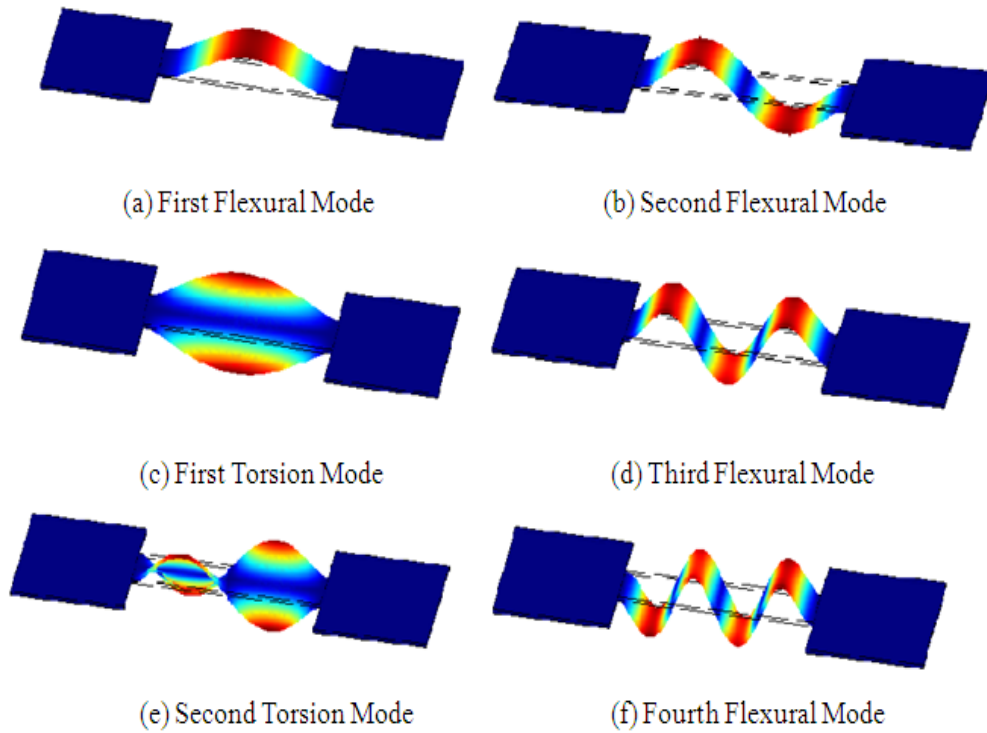 (a) First Flexural Mode
(b) Second Flexural Mode
(c) First Torsion Mode
(d) Third Flexural Mode
(e) Second Torsion Mode
(f) Fourth Flexural Mode